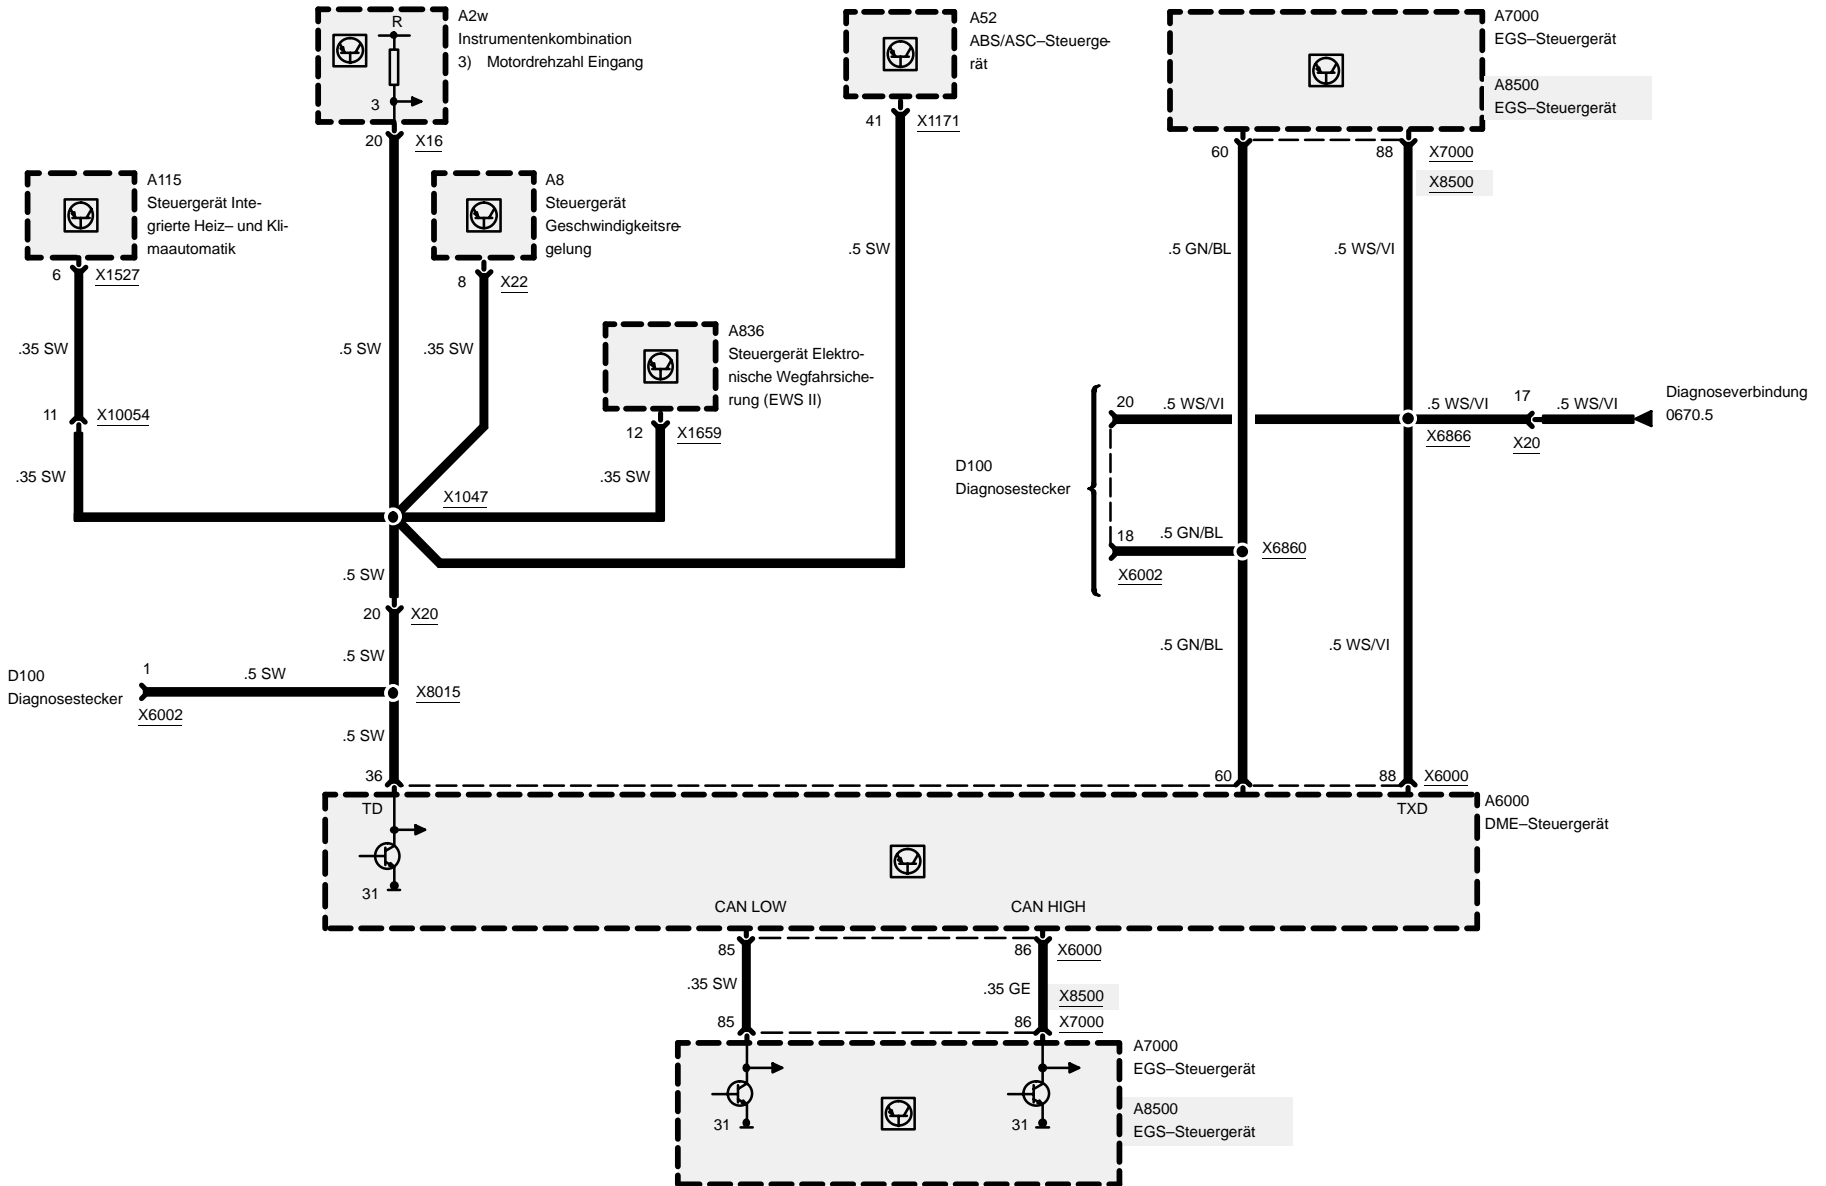 R
3
A2w
Instrumentenkombination
3) Motordrehzahl Eingang
20 X16
A52
ABS/ASC–Steuerge-
rät
41 X1171
A7000
EGS–Steuergerät
A8500
EGS–Steuergerät
60
88 X7000
X8500
A115
Steuergerät Inte-
grierte Heiz– und Kli-
maautomatik
6 X1527
A8
Steuergerät
Geschwindigkeitsre-
gelung
8 X22
.5 SW
.5 GN/BL
.5 WS/VI
.35 SW
.5 SW
.35 SW
A836
Steuergerät Elektro-
nische Wegfahrsiche-
rung (EWS II)
12 X1659
11 X10054
.35 SW
.35 SW
X1047
20 .5 WS/VI
.5 WS/VI
17
.5 WS/VI
X6866
X20
Diagnoseverbindung
0670.5
D100
Diagnosestecker
18 .5 GN/BL
X6002
X6860
.5 SW
20 X20
.5 SW
D100
Diagnosestecker
1
.5 SW
X6002
X8015
.5 SW
.5 GN/BL
.5 WS/VI
36
60
88 X6000
TD
TXD
A6000
DME–Steuergerät
31
CAN LOW
CAN HIGH
85
86 X6000
.35 SW
.35 GE
X8500
85
86 X7000
A7000
EGS–Steuergerät
A8500
EGS–Steuergerät
31
31